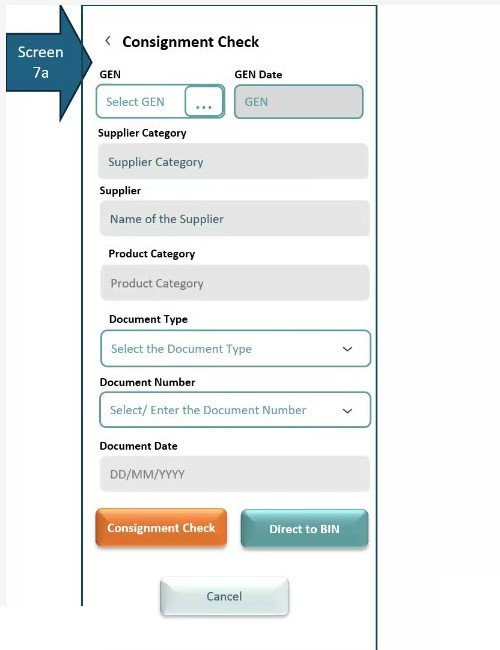 Screen
7a
Consignment Check
GEN
GEN Date
Select GEN
...
GEN
Supplier Category
Supplier Category
Supplier
Name of the Supplier
Product Category
Product Category
Document Type
Select the Document Type
Document Number
Select/ Enter the Document Number
Document Date
DD/MM/YYYY
Consignment Check
Direct to BIN
Cancel